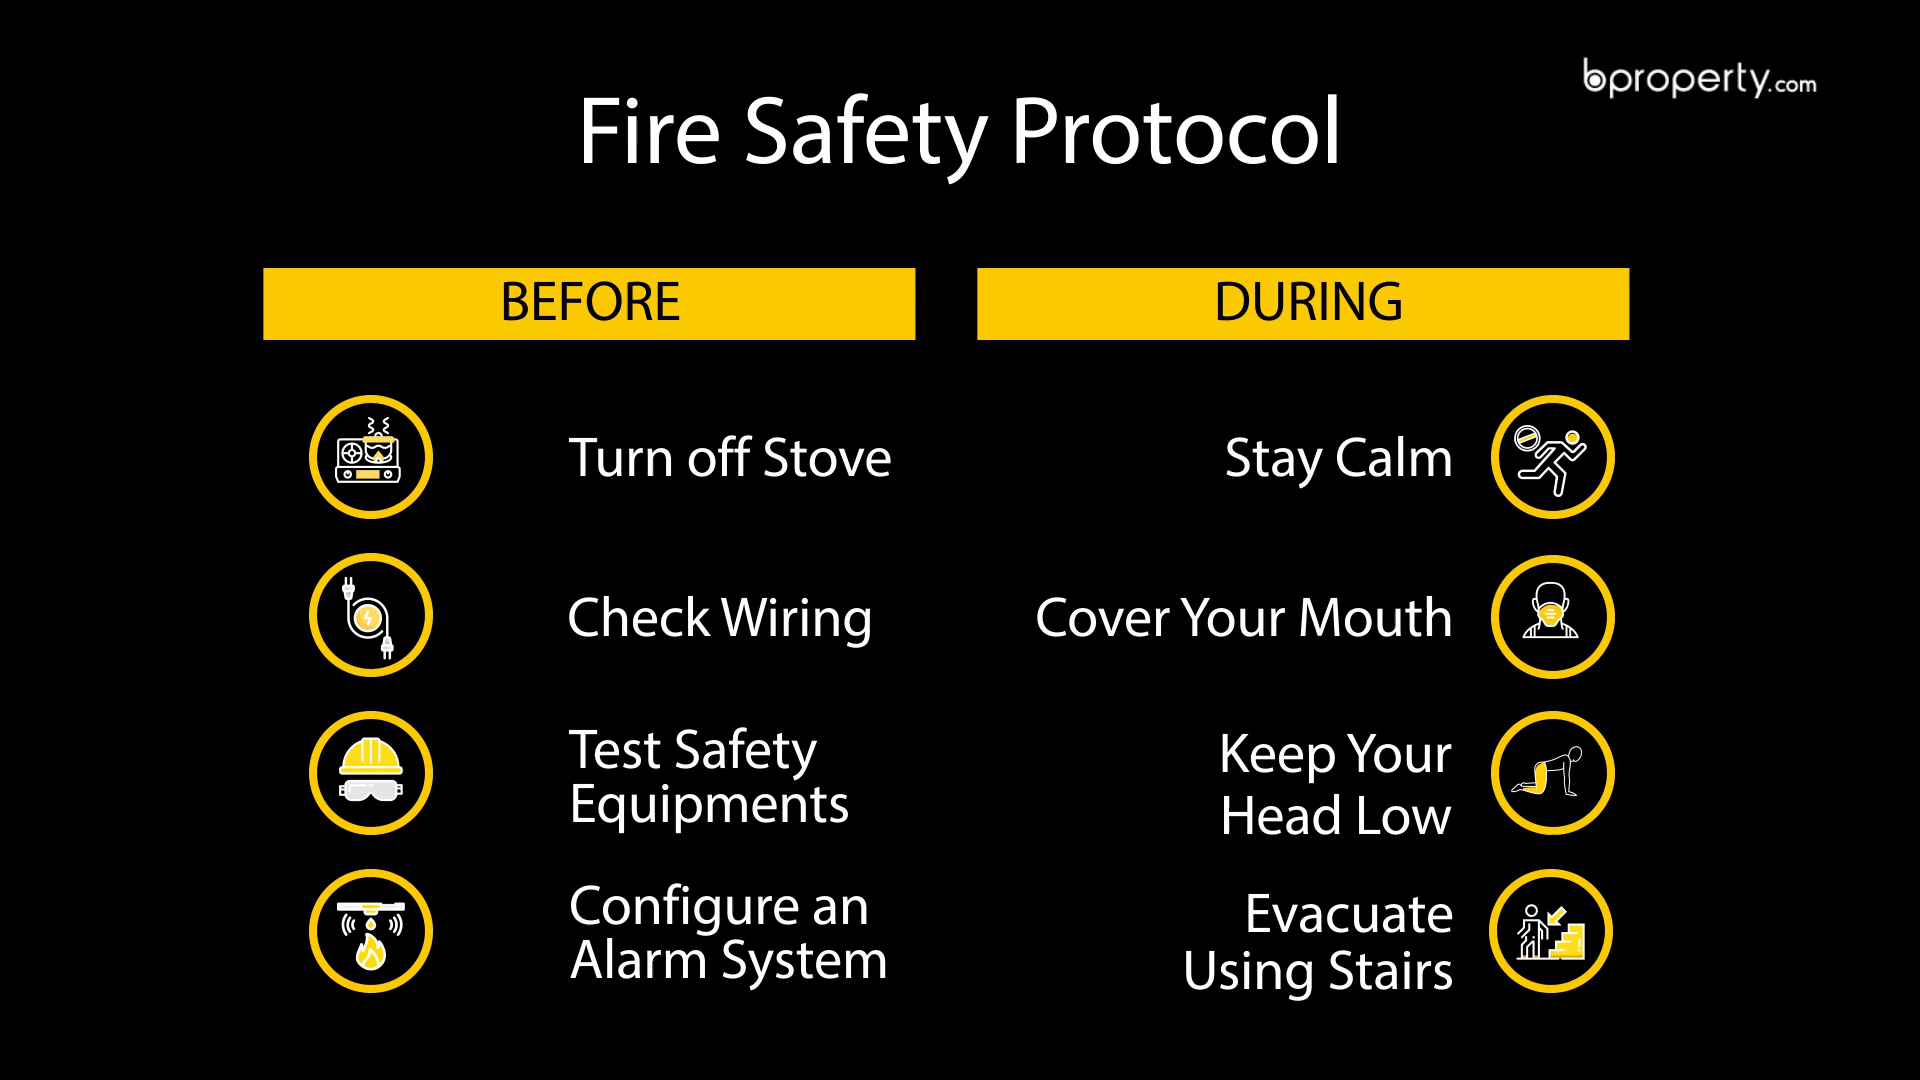 bproperty.com
Fire Safety Protocol
BEFORE
Turn off Stove
Check Wiring
Test Safety
Equipments
Configure an
Alarm System
DURING
Stay Calm
Cover Your Mouth
Keep Your
Head Low
Evacuate
Using Stairs